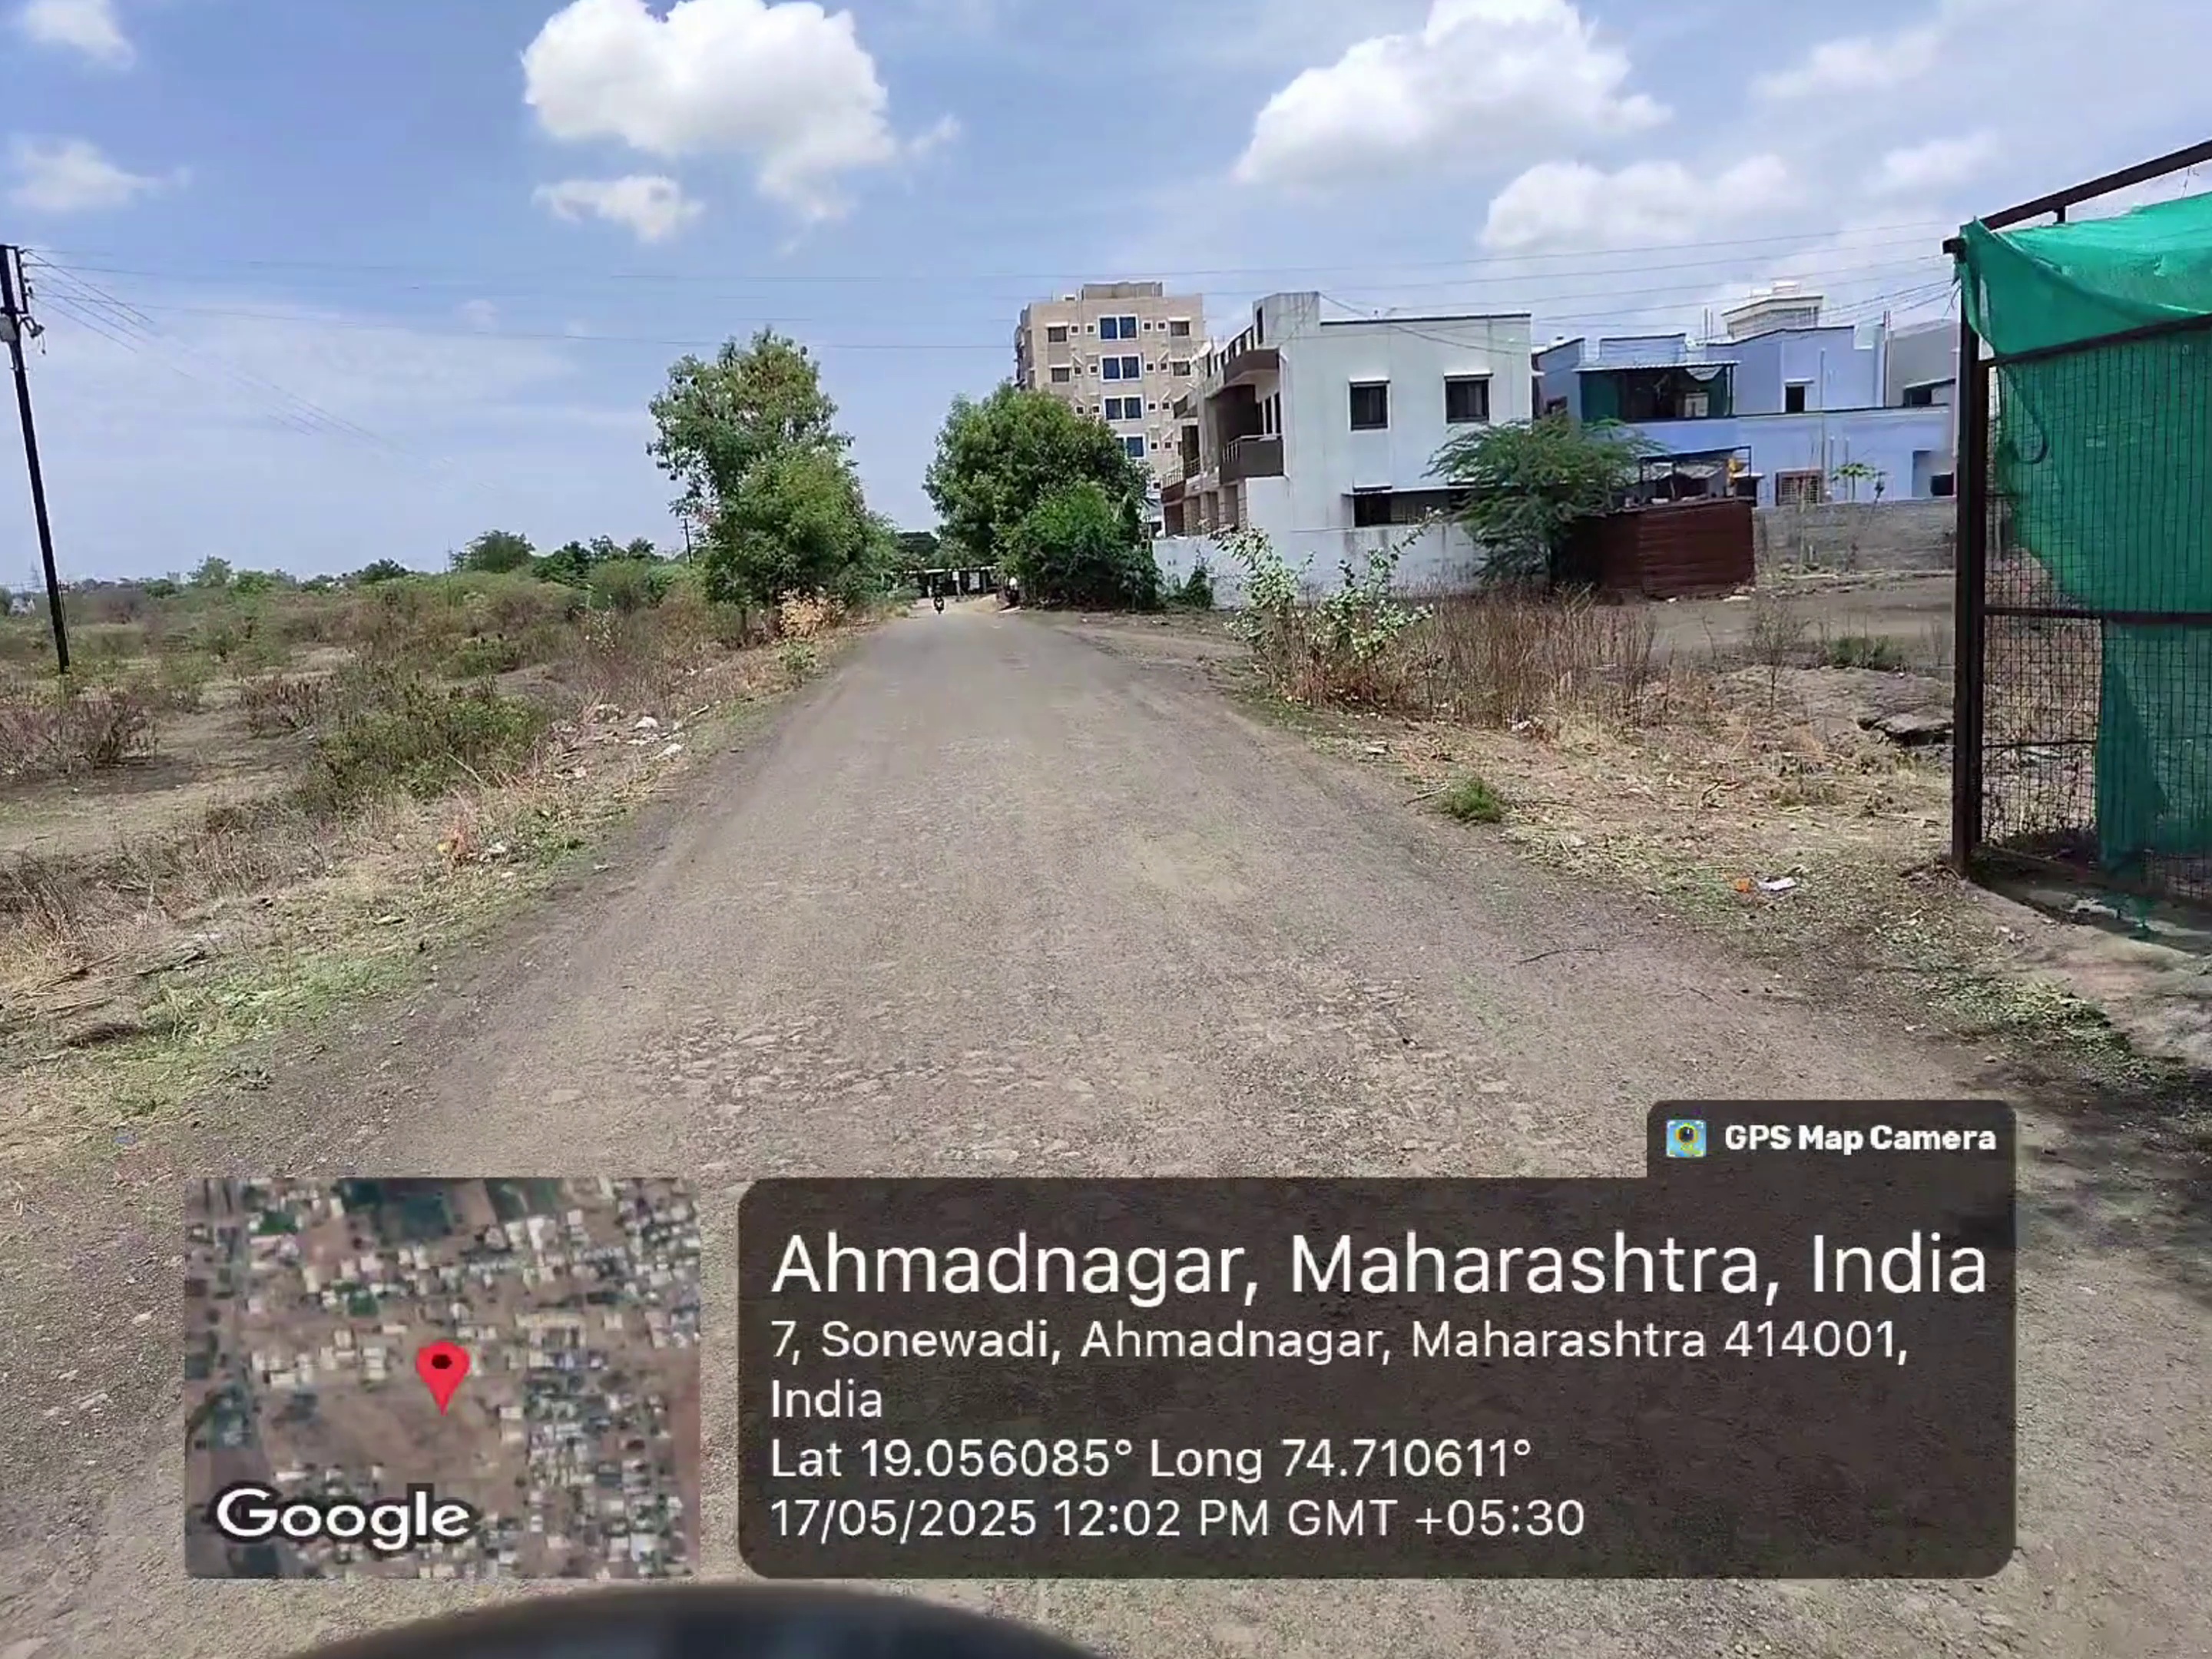 GPS Map Camera
Ahmadnagar, Maharashtra, India
7, Sonewadi, Ahmadnagar, Maharashtra 414001,
India
Lat 19.056085° Long 74.710611°
17/05/2025 12:02 PM GMT +05:30
Google